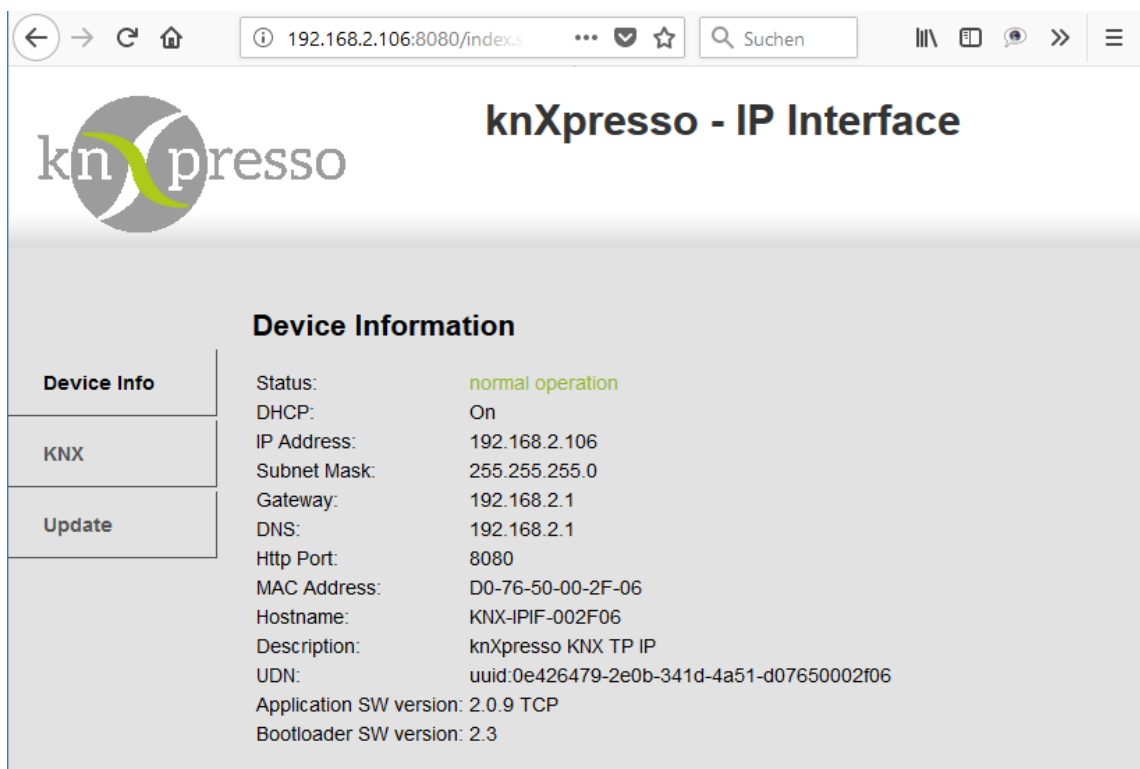 192.168.2.106:8080/index.s
Suchen
knXpresso
knXpresso - IP Interface
Device Information
Device Info
KNX
Update
Status: normal operation
DHCP: On
IP Address: 192.168.2.106
Subnet Mask: 255.255.255.0
Gateway: 192.168.2.1
DNS: 192.168.2.1
Http Port: 8080
MAC Address: D0-76-50-00-2F-06
Hostname: KNX-IPIF-002F06
Description: knXpresso KNX TP IP
UDN: uuid:0e426479-2e0b-341d-4a51-d07650002f06
Application SW version: 2.0.9 TCP
Bootloader SW version: 2.3